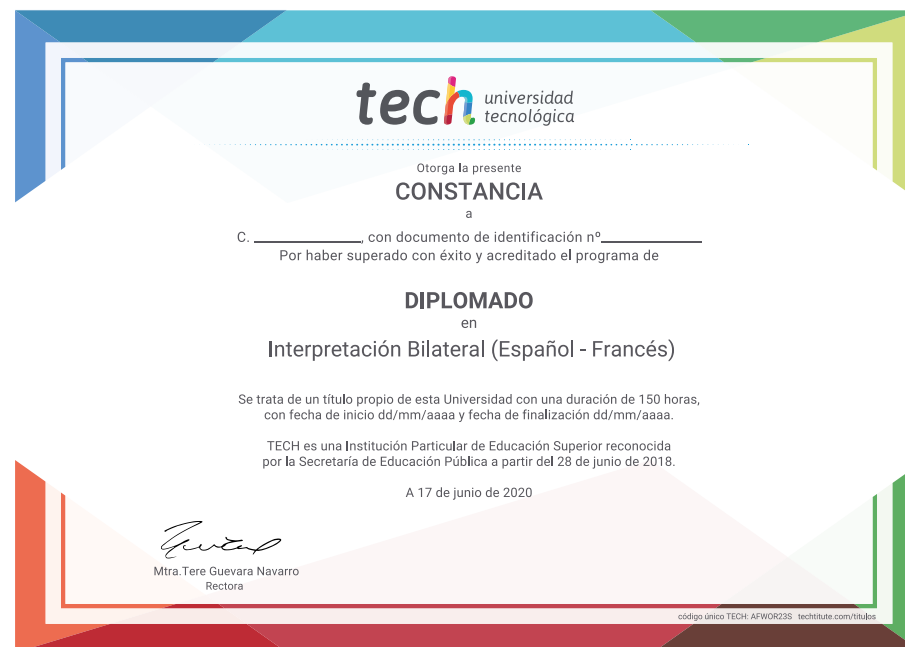 tech universidad
tecnológica
Otorga la presente
CONSTANCIA
a
C. ____________, con documento de identificación nº____________
Por haber superado con éxito y acreditado el programa de
DIPLOMADO
en
Interpretación Bilateral (Español - Francés)
Se trata de un título propio de esta Universidad con una duración de 150 horas,
con fecha de inicio dd/mm/aaaa y fecha de finalización dd/mm/aaaa.
TECH es una Institución Particular de Educación Superior reconocida
por la Secretaría de Educación Pública a partir del 28 de junio de 2018.
A 17 de junio de 2020
Mtra.Tere Guevara Navarro
Rectora
código único TECH: AFWOR23S techtitute.com/titulos